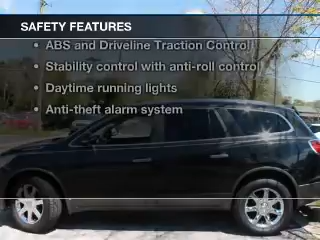 SAFETY FEATURES
• ABS and Driveline Traction Control
• Stability control with anti-roll control
• Daytime running lights
• Anti-theft alarm system